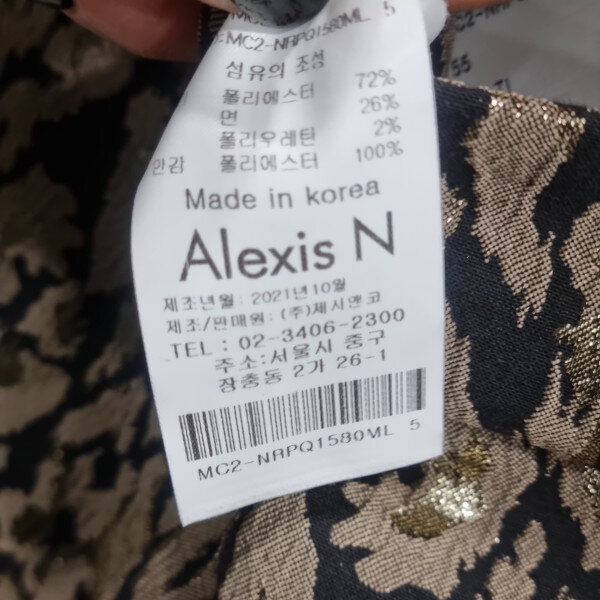 MC2-NRPQ1580ML 5
섬유의 조성
폴리에스터 72%
면 26%
폴리우레탄 2%
안감 폴리에스터 100%
Made in korea
Alexis N
제조년월: 2021년10월
제조/판매원: (주)제시앤코
TEL : 02-3406-2300
주소:서울시 중구
장충동 2가 26-1
MC2-NRPQ1580ML 5
55